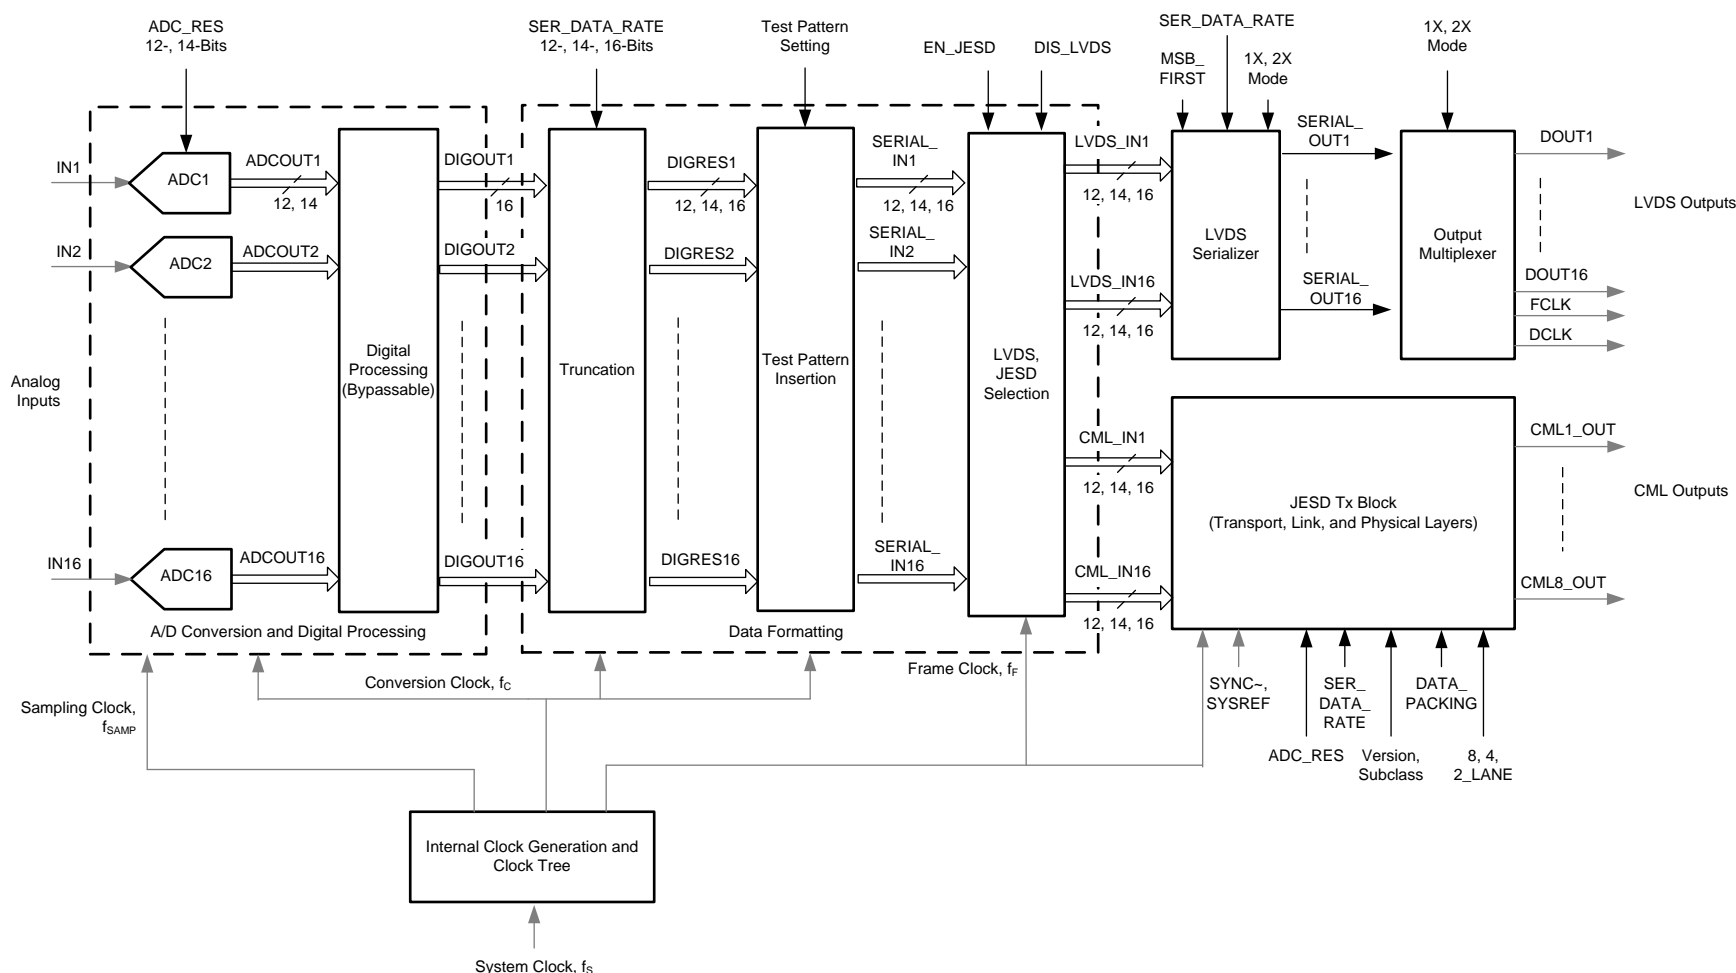 ADC_RES
12-, 14-Bits
SER_DATA_RATE
12-, 14-, 16-Bits
Test Pattern
Setting
EN_JESD
DIS_LVDS
SER_DATA_RATE
MSB_
FIRST
1X, 2X
Mode
1X, 2X
Mode
IN1
ADC1
ADCOUT1
12, 14
DIGOUT1
16
DIGRES1
12, 14, 16
SERIAL_
IN1
12, 14, 16
LVDS_IN1
12, 14, 16
SERIAL_
OUT1
DOUT1
LVDS Outputs
IN2
ADC2
ADCOUT2
DIGOUT2
DIGRES2
SERIAL_
IN2
LVDS_IN16
12, 14, 16
LVDS
Serializer
SERIAL_
OUT16
Output
Multiplexer
DOUT16
FCLK
DCLK
Analog
Inputs
Digital
Processing
(Bypassable)
Truncation
Test Pattern
Insertion
LVDS,
JESD
Selection
CML_IN1
12, 14, 16
JESD Tx Block
(Transport, Link, and Physical Layers)
CML1_OUT
CML Outputs
CML8_OUT
IN16
ADC16
ADCOUT16
DIGOUT16
DIGRES16
SERIAL_
IN16
CML_IN16
12, 14, 16
A/D Conversion and Digital Processing
Data Formatting
Sampling Clock,
fSAMP
Conversion Clock, fC
Frame Clock, fF
SYNC~,
SYSREF
SER_
DATA_
RATE
DATA_
PACKING
ADC_RES
Version,
Subclass
8, 4,
2_LANE
Internal Clock Generation and
Clock Tree
System Clock, fS